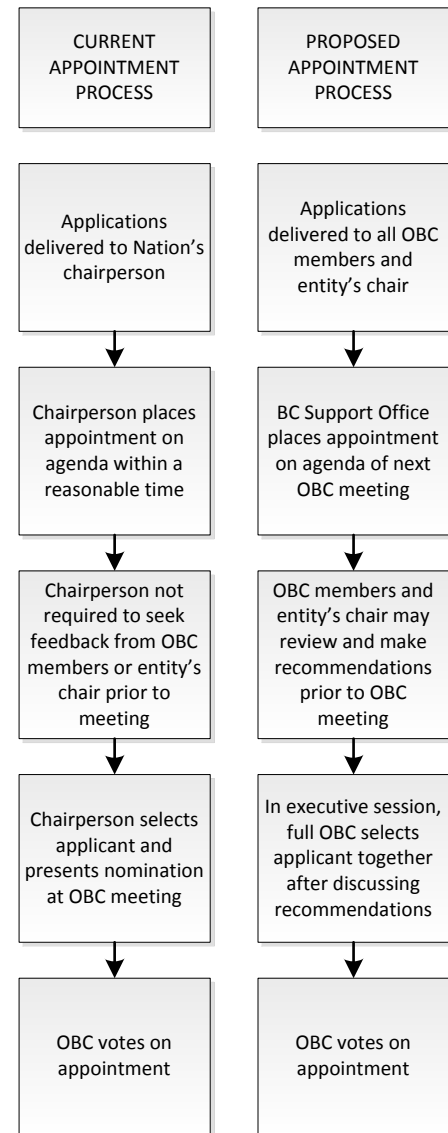 CURRENT
APPOINTMENT
PROCESS
Applications
delivered to Nation’s
chairperson
Chairperson places
appointment on
agenda within a
reasonable time
Chairperson not
required to seek
feedback from OBC
members or entity’s
chair prior to
meeting
Chairperson selects
applicant and
presents nomination
at OBC meeting
OBC votes on
appointment
PROPOSED
APPOINTMENT
PROCESS
Applications
delivered to all OBC
members and
entity’s chair
BC Support Office
places appointment
on agenda of next
OBC meeting
OBC members and
entity’s chair may
review and make
recommendations
prior to OBC
meeting
In executive session,
full OBC selects
applicant together
after discussing
recommendations
OBC votes on
appointment